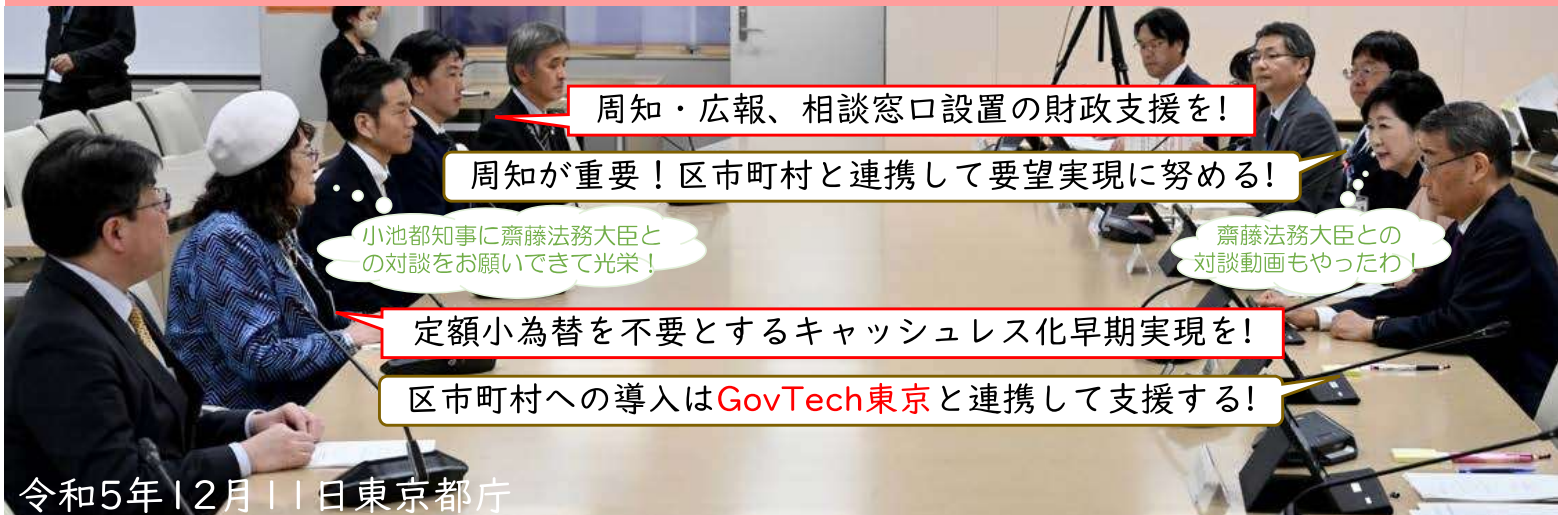 周知・広報、相談窓口設置の財政支援を!
周知が重要！区市町村と連携して要望実現に努める!
小池都知事に齋藤法務大臣と
の対談をお願いできて光栄！
齋藤法務大臣との
対談動画もやったわ！
定額小為替を不要とするキャッシュレス化早期実現を!
区市町村への導入はGovTech東京と連携して支援する!
令和5年12月11日東京都庁